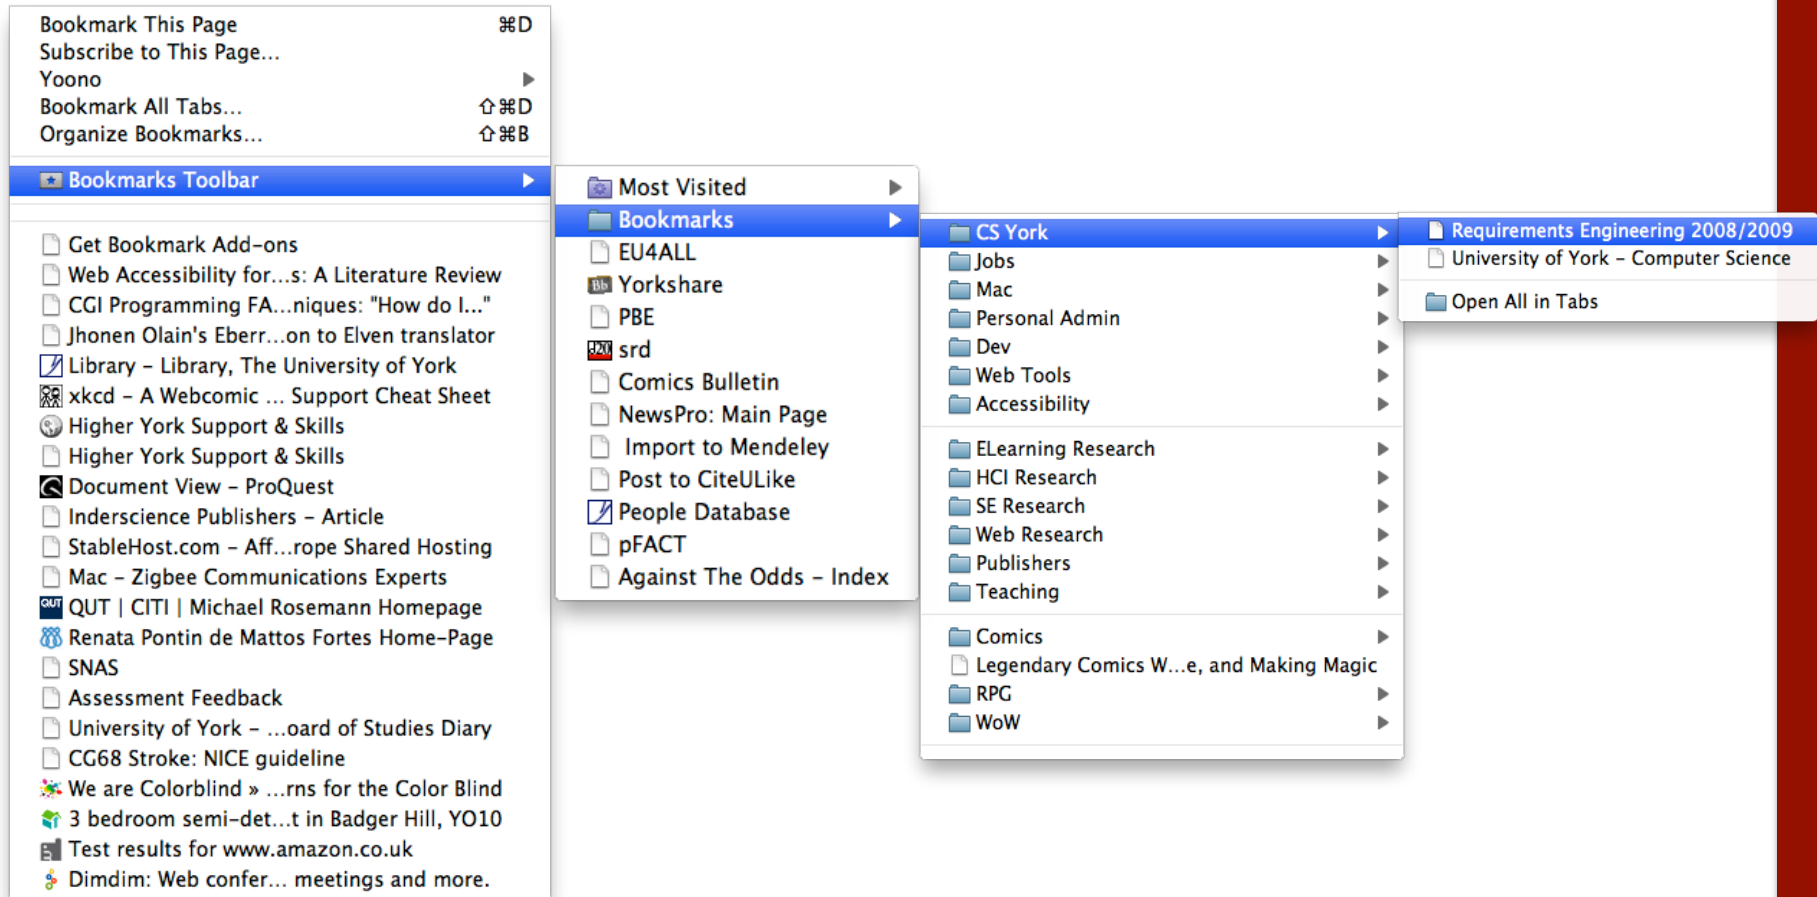 Bookmark This Page ⌘D
Subscribe to This Page...
Yoono
Bookmark All Tabs... ⇧⌘D
Organize Bookmarks... ⇧⌘B
Bookmarks Toolbar
Get Bookmark Add-ons
Web Accessibility for...s: A Literature Review
CGI Programming FA...niques: "How do I..."
Jhonen Olain's Eberr...on to Elven translator
Library – Library, The University of York
xkcd – A Webcomic ... Support Cheat Sheet
Higher York Support & Skills
Higher York Support & Skills
Document View – ProQuest
Inderscience Publishers – Article
StableHost.com – Aff...rope Shared Hosting
Mac – Zigbee Communications Experts
QUT QUT | CITI | Michael Rosemann Homepage
Renata Pontin de Mattos Fortes Home-Page
SNAS
Assessment Feedback
University of York – ...oard of Studies Diary
CG68 Stroke: NICE guideline
We are Colorblind » ...rns for the Color Blind
3 bedroom semi-det...t in Badger Hill, YO10
Test results for www.amazon.co.uk
Dimdim: Web confer... meetings and more.
Most Visited
Bookmarks
EU4ALL
Bb Yorkshare
PBE
d20 srd
Comics Bulletin
NewsPro: Main Page
Import to Mendeley
Post to CiteULike
People Database
pFACT
Against The Odds – Index
CS York
Jobs
Mac
Personal Admin
Dev
Web Tools
Accessibility
ELearning Research
HCI Research
SE Research
Web Research
Publishers
Teaching
Comics
Legendary Comics W...e, and Making Magic
RPG
WoW
Requirements Engineering 2008/2009
University of York – Computer Science
Open All in Tabs